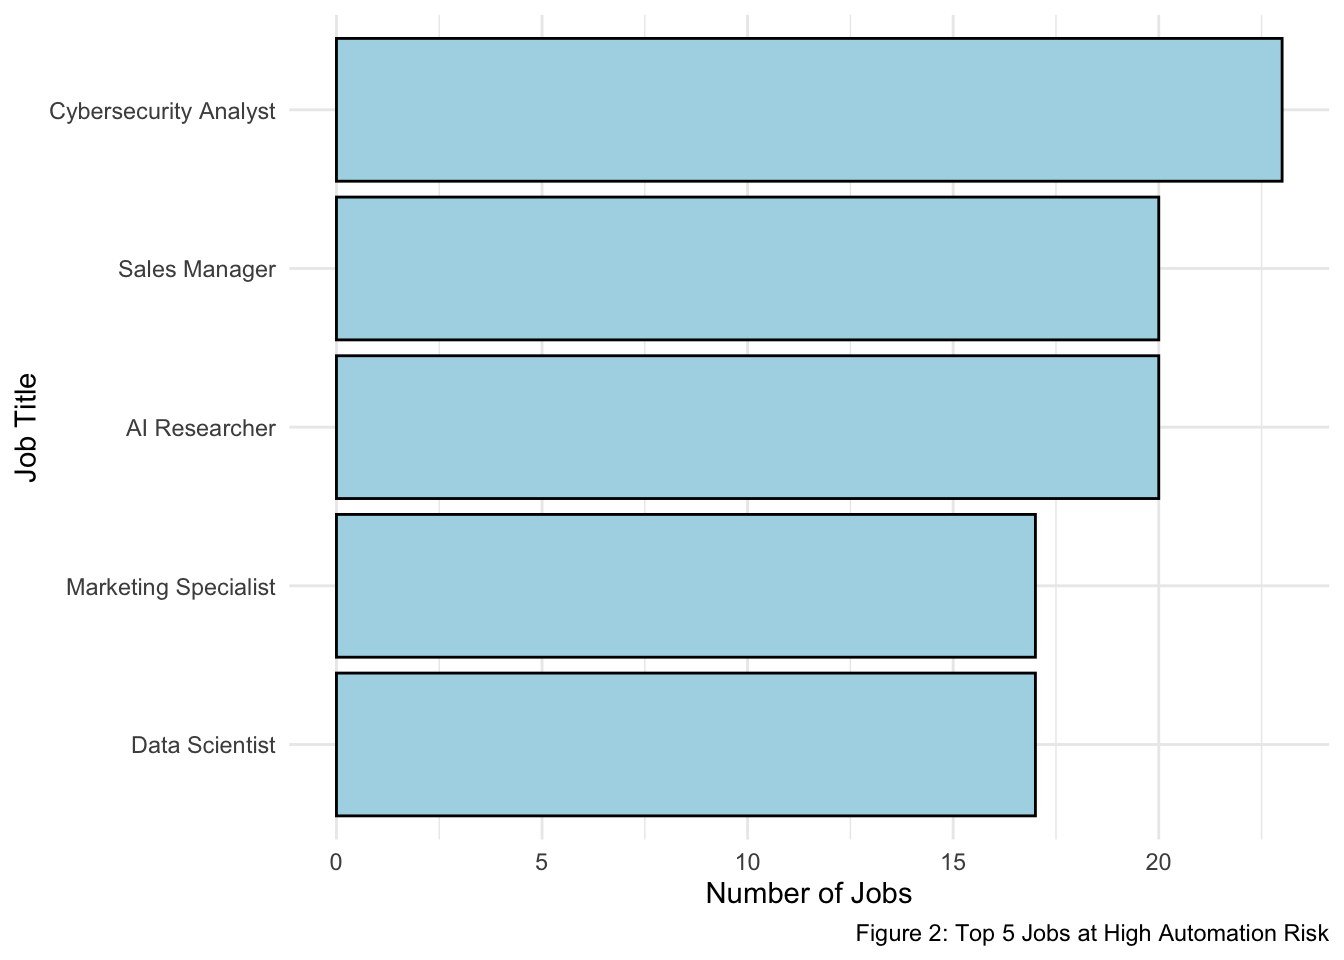 Cybersecurity Analyst
Sales Manager
AI Researcher
Marketing Specialist
Data Scientist
Job Title
0 5 10 15 20
Number of Jobs
Figure 2: Top 5 Jobs at High Automation Risk